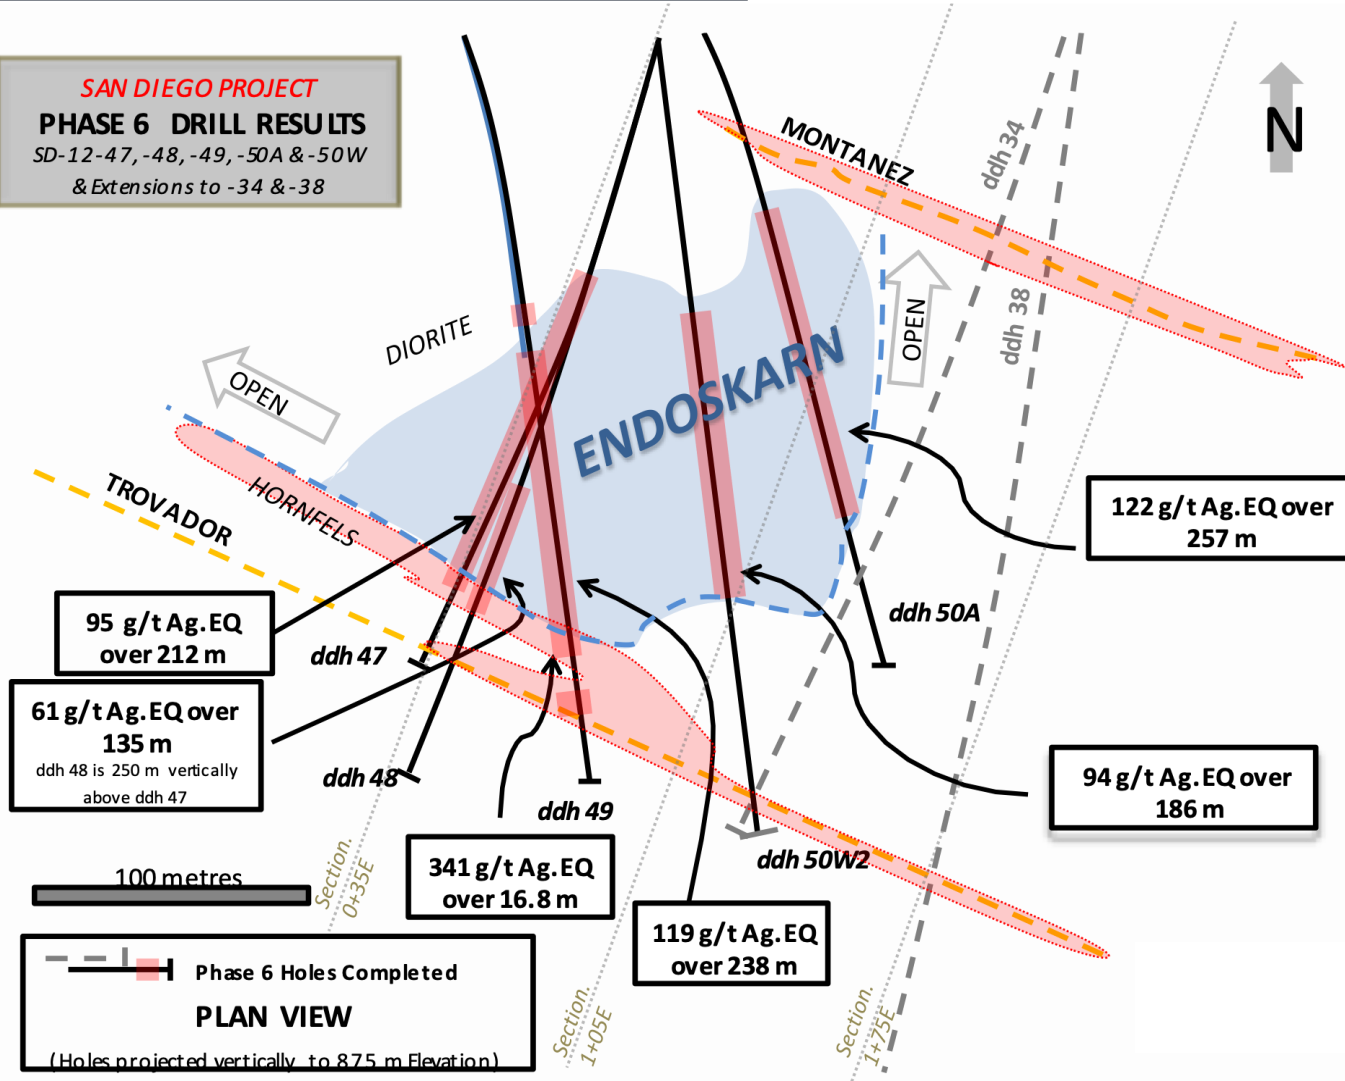 SAN DIEGO PROJECT
PHASE 6 DRILL RESULTS
SD-12-47, -48, -49, -50A & -50W
& Extensions to -34 & -38
MONTANEZ
ddh 34
N
DIORITE
OPEN
OPEN
ddh 38
ENDOSKARN
TROVADOR
HORNFELS
122 g/t Ag.EQ over
257 m
95 g/t Ag.EQ
over 212 m
ddh 47
ddh 50A
61 g/t Ag.EQ over
135 m
ddh 48 is 250 m vertically
above ddh 47
ddh 48
ddh 49
94 g/t Ag.EQ over
186 m
ddh 50W2
341 g/t Ag.EQ
over 16.8 m
100 metres
Section.
0+35E
119 g/t Ag.EQ
over 238 m
Phase 6 Holes Completed
PLAN VIEW
(Holes projected vertically to 875 m Elevation)
Section.
1+05E
Section.
1+75E